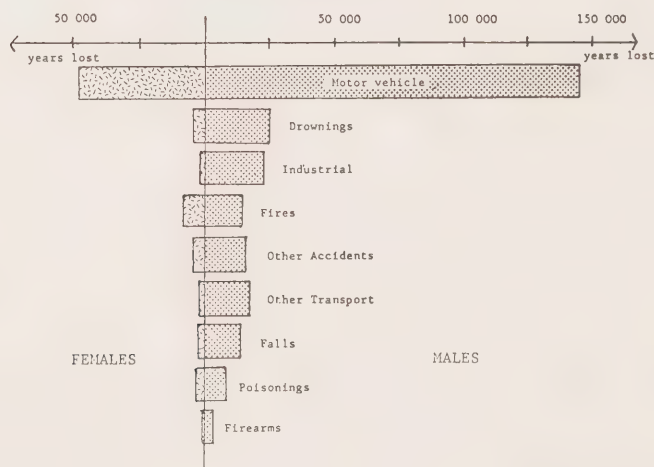 50 000 50 000 100 000 150 000
years lost years lost
Motor vehicle
Drownings
Industrial
Fires
Other Accidents
Other Transport
Falls
FEMALES MALES
Poisonings
Firearms